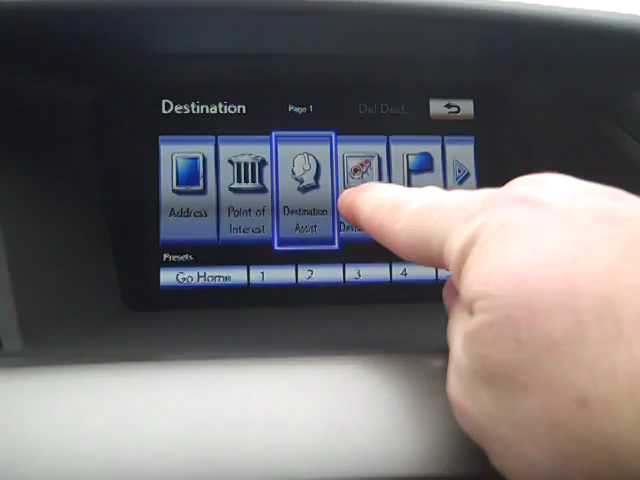 Destination Page 1 Del Dest.
Address
Point of
Interest
Destination
Assist
Presets
Go Home 1 2 3 4